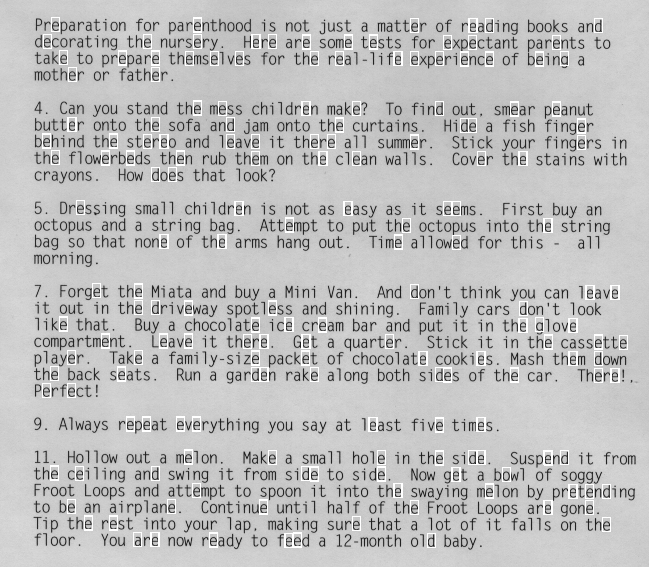 Preparation for parenthood is not just a matter of reading books and
decorating the nursery.  Here are some tests for expectant parents to
take to prepare themselves for the real-life experience of being a
mother or father.
4. Can you stand the mess children make?  To find out, smear peanut
butter onto the sofa and jam onto the curtains.  Hide a fish finger
behind the stereo and leave it there all summer.  Stick your fingers in
the flowerbeds then rub them on the clean walls.  Cover the stains with
crayons.  How does that look?
5. Dressing small children is not as easy as it seems.  First buy an
octopus and a string bag.  Attempt to put the octopus into the string
bag so that none of the arms hang out.  Time allowed for this -  all
morning.
7. Forget the Miata and buy a Mini Van.  And don't think you can leave
it out in the driveway spotless and shining.  Family cars don't look
like that.  Buy a chocolate ice cream bar and put it in the glove
compartment.  Leave it there.  Get a quarter.  Stick it in the cassette
player.  Take a family-size packet of chocolate cookies. Mash them down
the back seats.  Run a garden rake along both sides of the car.  There!.
Perfect!
9. Always repeat everything you say at least five times.
11. Hollow out a melon.  Make a small hole in the side.  Suspend it from
the ceiling and swing it from side to side.  Now get a bowl of soggy
Froot Loops and attempt to spoon it into the swaying melon by pretending
to be an airplane.  Continue until half of the Froot Loops are gone.
Tip the rest into your lap, making sure that a lot of it falls on the
floor.  You are now ready to feed a 12-month old baby.